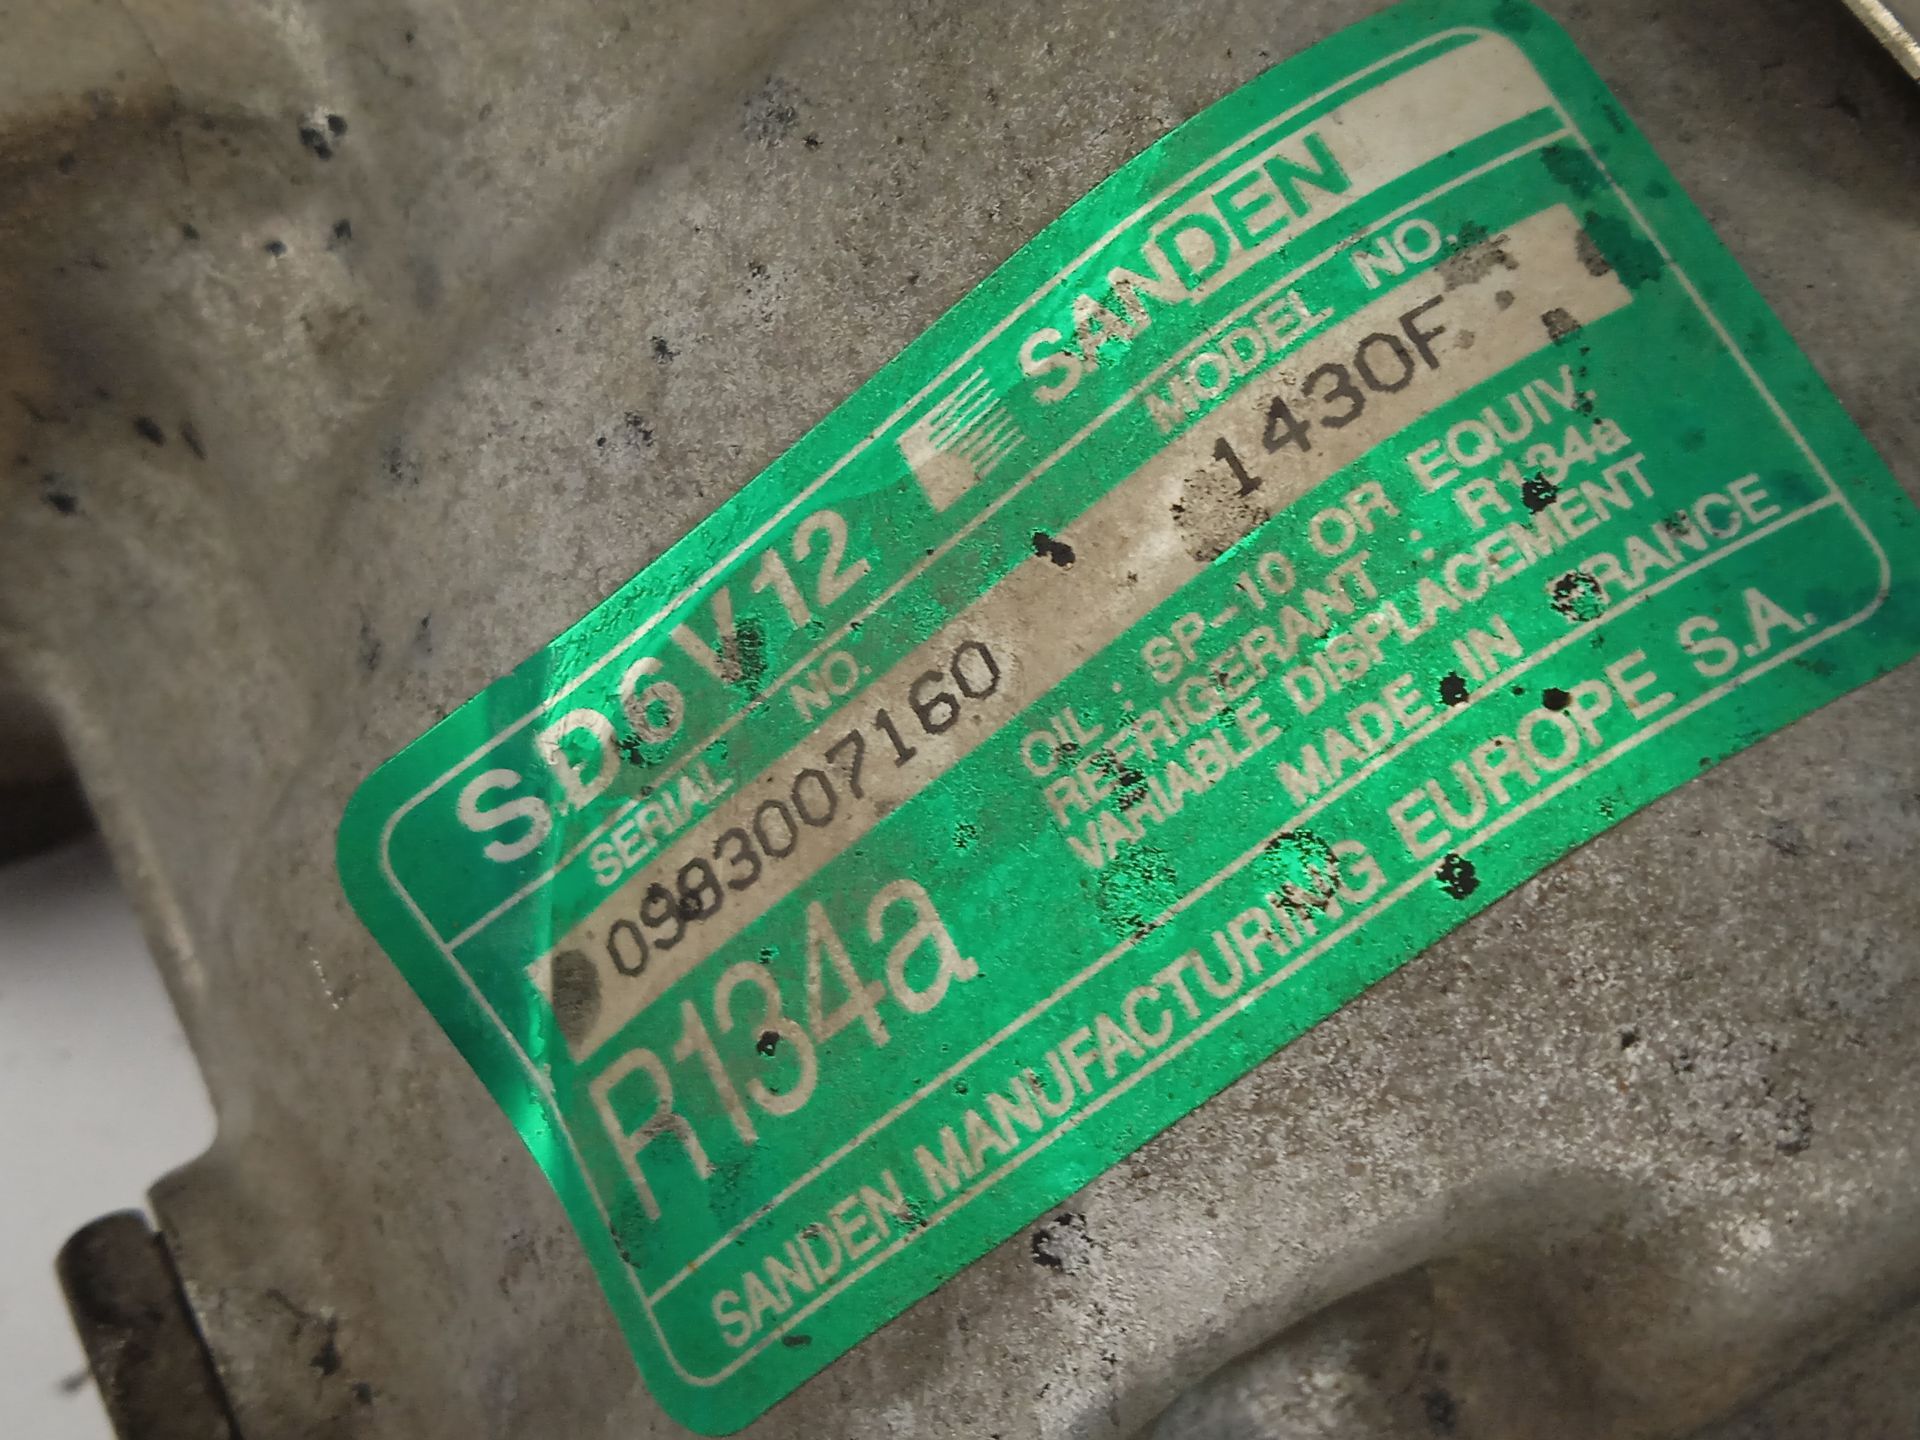 SD6V12 SANDEN
SERIAL NO. MODEL NO.
09830007160 1430F
R134a
OIL : SP-10 OR EQUIV.
REFRIGERANT : R134a
VARIABLE DISPLACEMENT
MADE IN FRANCE
SANDEN MANUFACTURING EUROPE S.A.